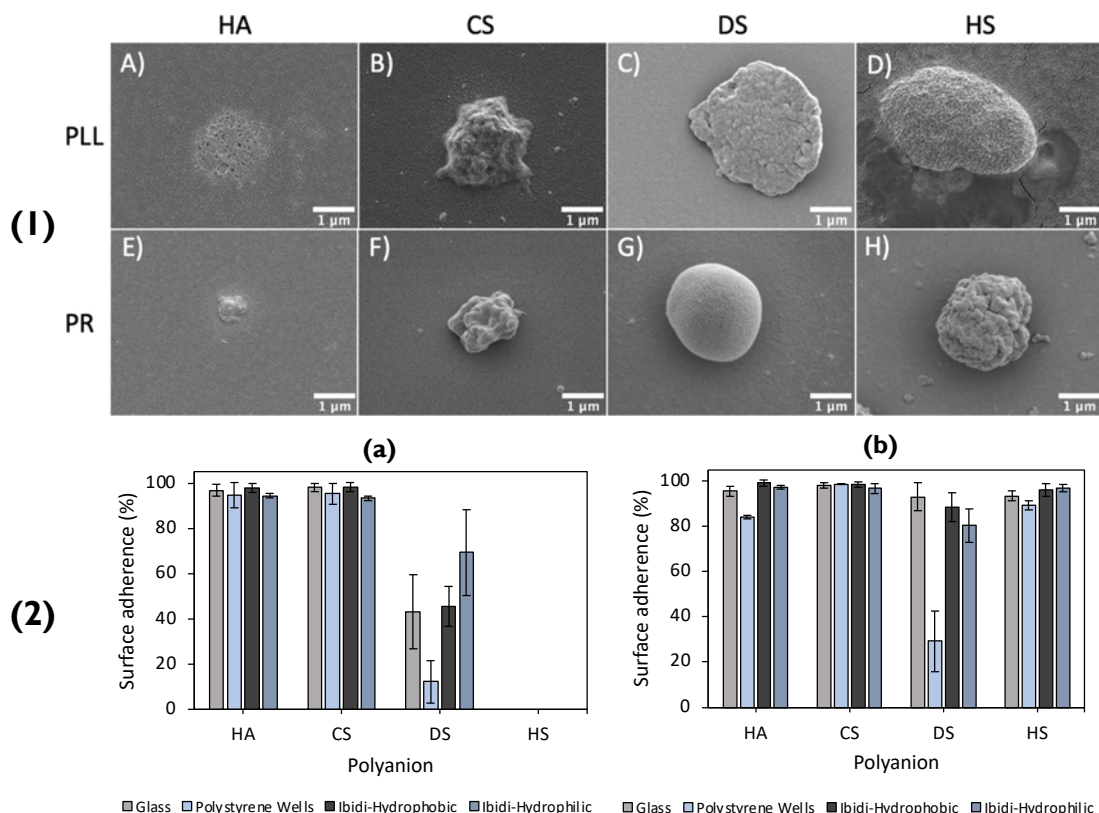 HA CS DS HS
(1)
PLL
A) B) C) D)
1 μm 1 μm 1 μm 1 μm
PR
E) F) G) H)
1 μm 1 μm 1 μm 1 μm
(2)
(a)
Surface adherence (%)
100
80
60
40
20
0
HA CS DS HS
Polyanion
Glass Polystyrene Wells Ibidi-Hydrophobic Ibidi-Hydrophilic
(b)
Surface adherence (%)
100
80
60
40
20
0
HA CS DS HS
Polyanion
Glass Polystyrene Wells Ibidi-Hydrophobic Ibidi-Hydrophilic